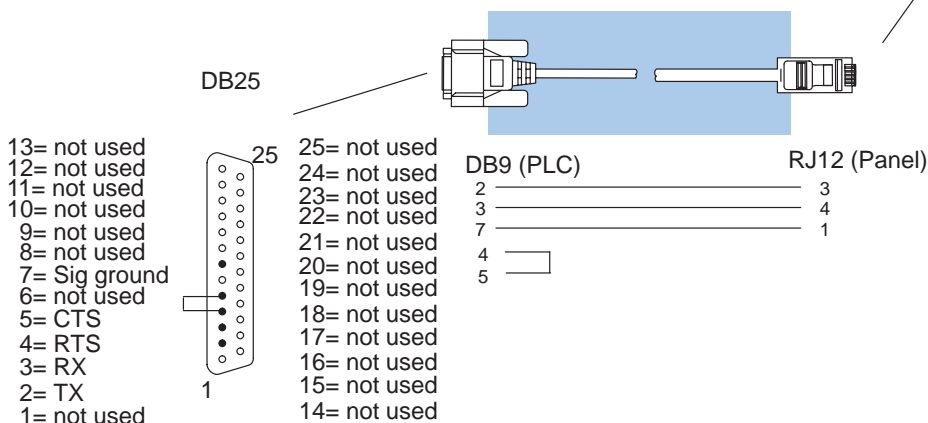 DB25
13= not used
12= not used
11= not used
10= not used
9= not used
8= not used
7= Sig ground
6= not used
5= CTS
4= RTS
3= RX
2= TX
1= not used
25
1
25= not used
24= not used
23= not used
22= not used
21= not used
20= not used
19= not used
18= not used
17= not used
16= not used
15= not used
14= not used
DB9 (PLC)
RJ12 (Panel)
2 3
3 4
7 1
4
5